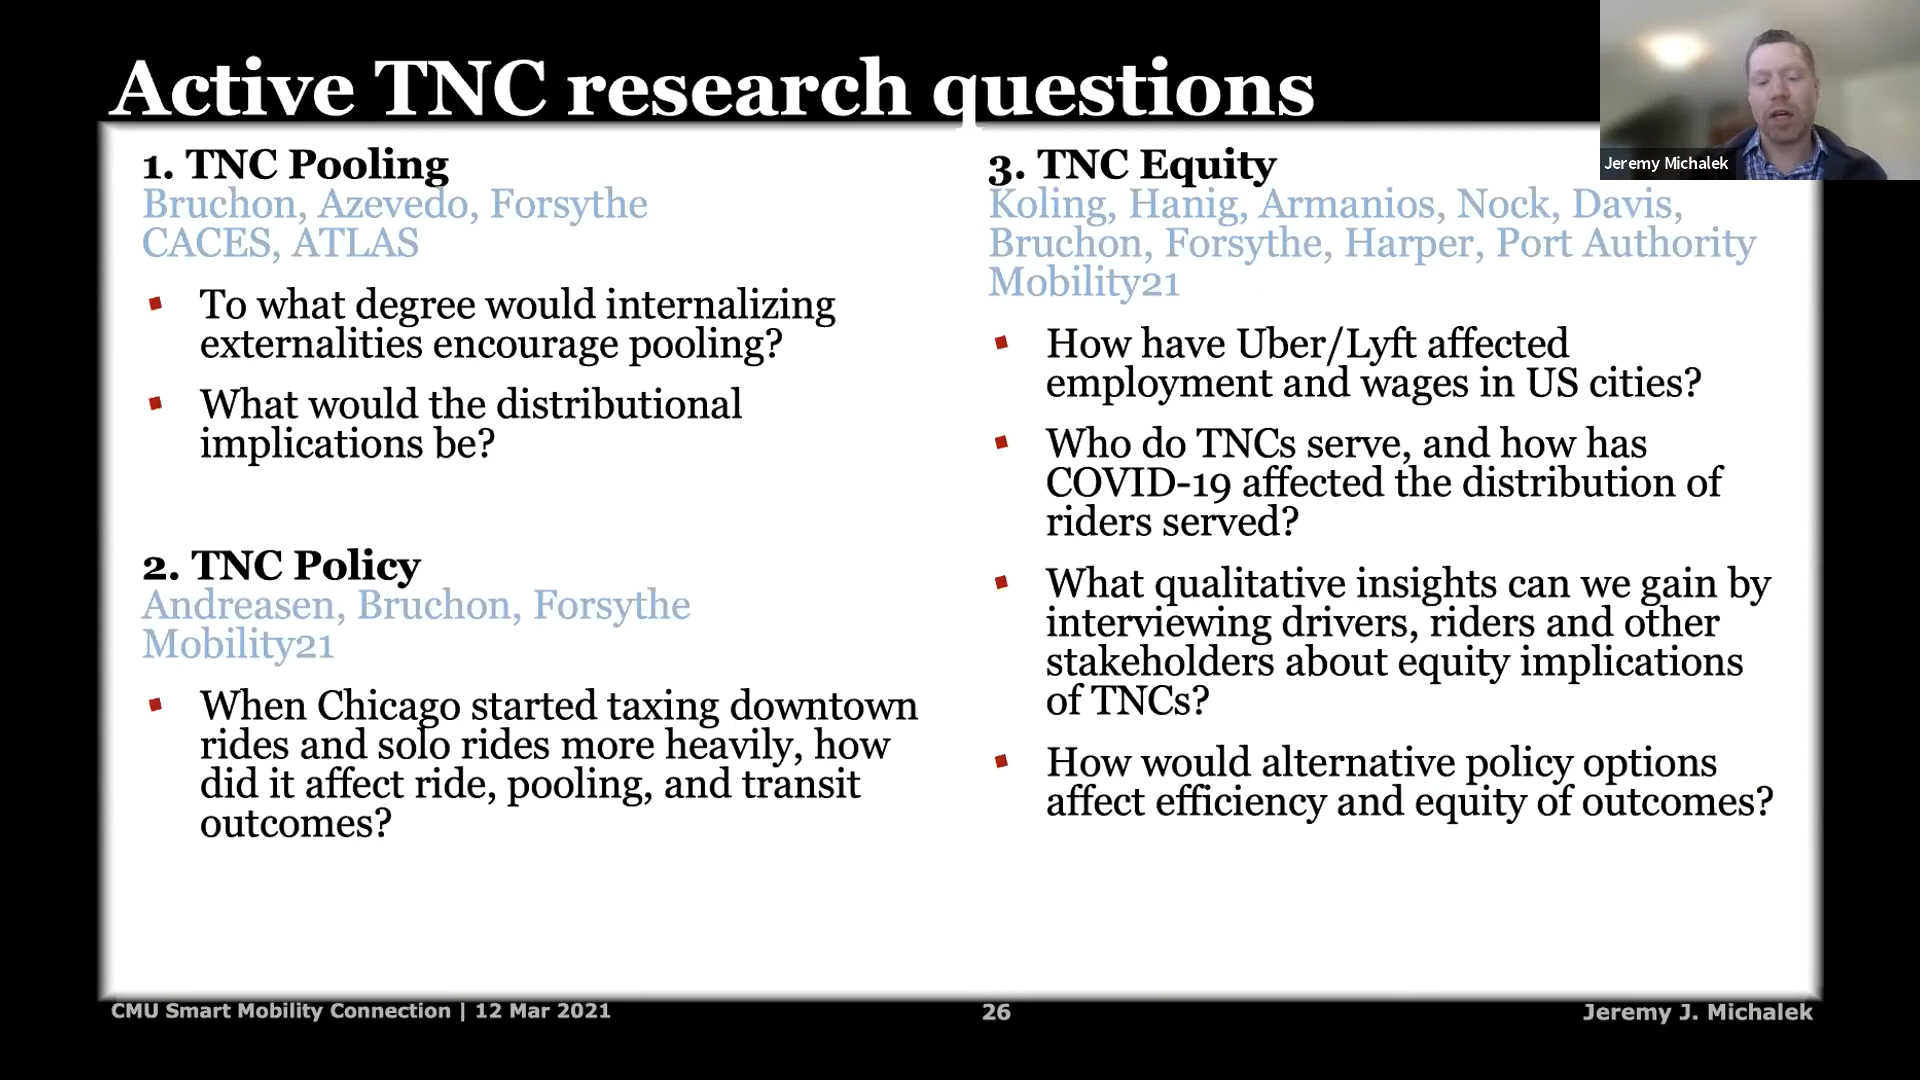 Active TNC research questions
Jeremy Michalek
1. TNC Pooling
Bruchon, Azevedo, Forsythe
CACES, ATLAS
To what degree would internalizing
externalities encourage pooling?
What would the distributional
implications be?
2. TNC Policy
Andreasen, Bruchon, Forsythe
Mobility21
When Chicago started taxing downtown
rides and solo rides more heavily, how
did it affect ride, pooling, and transit
outcomes?
3. TNC Equity
Koling, Hanig, Armanios, Nock, Davis,
Bruchon, Forsythe, Harper, Port Authority
Mobility21
How have Uber/Lyft affected
employment and wages in US cities?
Who do TNCs serve, and how has
COVID-19 affected the distribution of
riders served?
What qualitative insights can we gain by
interviewing drivers, riders and other
stakeholders about equity implications
of TNCs?
How would alternative policy options
affect efficiency and equity of outcomes?
CMU Smart Mobility Connection | 12 Mar 2021
26
Jeremy J. Michalek